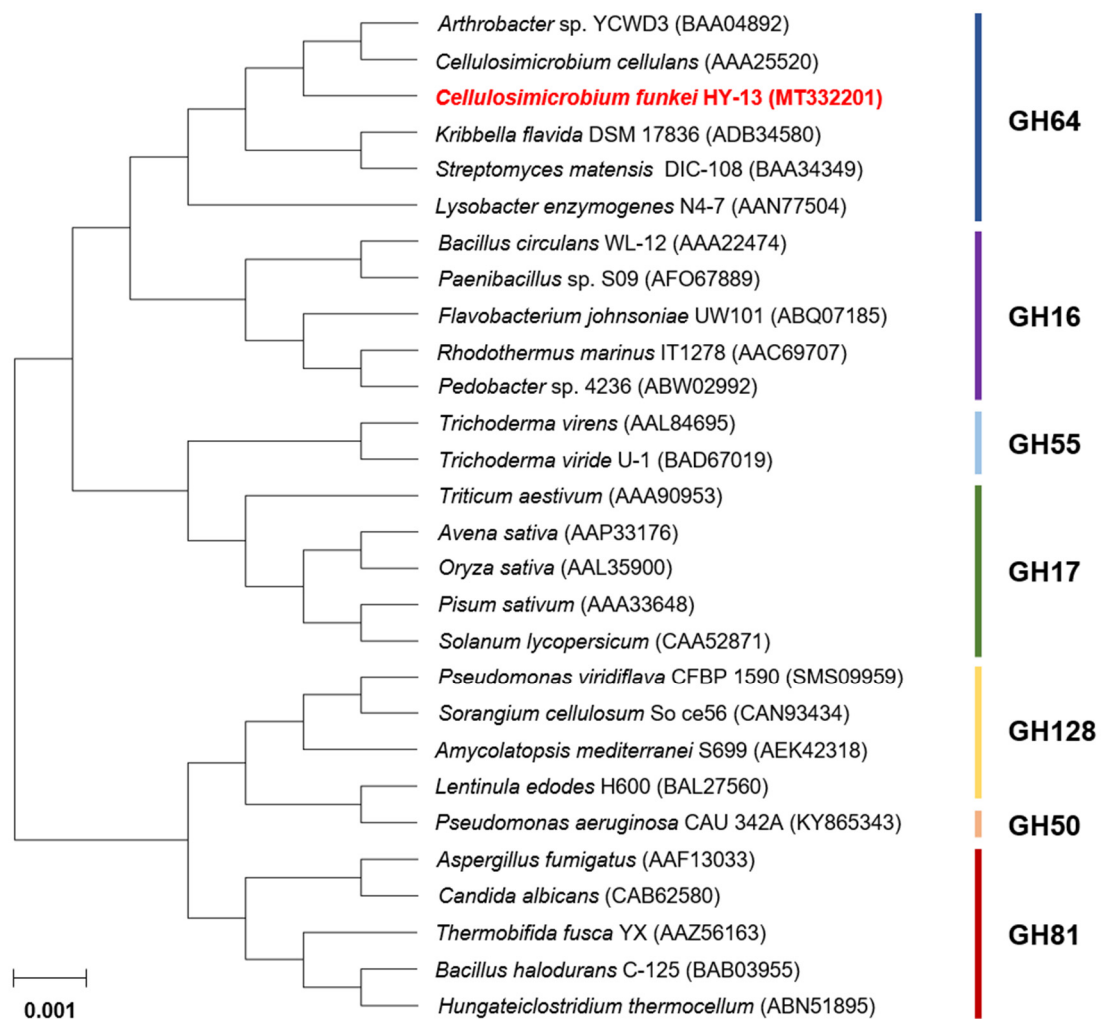 Arthrobacter sp. YCWD3 (BAA04892)
Cellulosimicrobium cellulans (AAA25520)
Cellulosimicrobium funkei HY-13 (MT332201)
GH64
Kribbella flavida DSM 17836 (ADB34580)
Streptomyces matensis DIC-108 (BAA34349)
Lysobacter enzymogenes N4-7 (AAN77504)
Bacillus circulans WL-12 (AAA22474)
Paenibacillus sp. S09 (AFO67889)
Flavobacterium johnsoniae UW101 (ABQ07185)
GH16
Rhodothermus marinus IT1278 (AAC69707)
Pedobacter sp. 4236 (ABW02992)
Trichoderma virens (AAL84695)
GH55
Trichoderma viride U-1 (BAD67019)
Triticum aestivum (AAA90953)
Avena sativa (AAP33176)
Oryza sativa (AAL35900)
GH17
Pisum sativum (AAA33648)
Solanum lycopersicum (CAA52871)
Pseudomonas viridiflava CFBP 1590 (SMS09959)
Sorangium cellulosum So ce56 (CAN93434)
GH128
Amycolatopsis mediterranei S699 (AEK42318)
Lentinula edodes H600 (BAL27560)
Pseudomonas aeruginosa CAU 342A (KY865343)
GH50
Aspergillus fumigatus (AAF13033)
Candida albicans (CAB62580)
Thermobifida fusca YX (AAZ56163)
GH81
Bacillus halodurans C-125 (BAB03955)
Hungateiclostridium thermocellum (ABN51895)
0.001